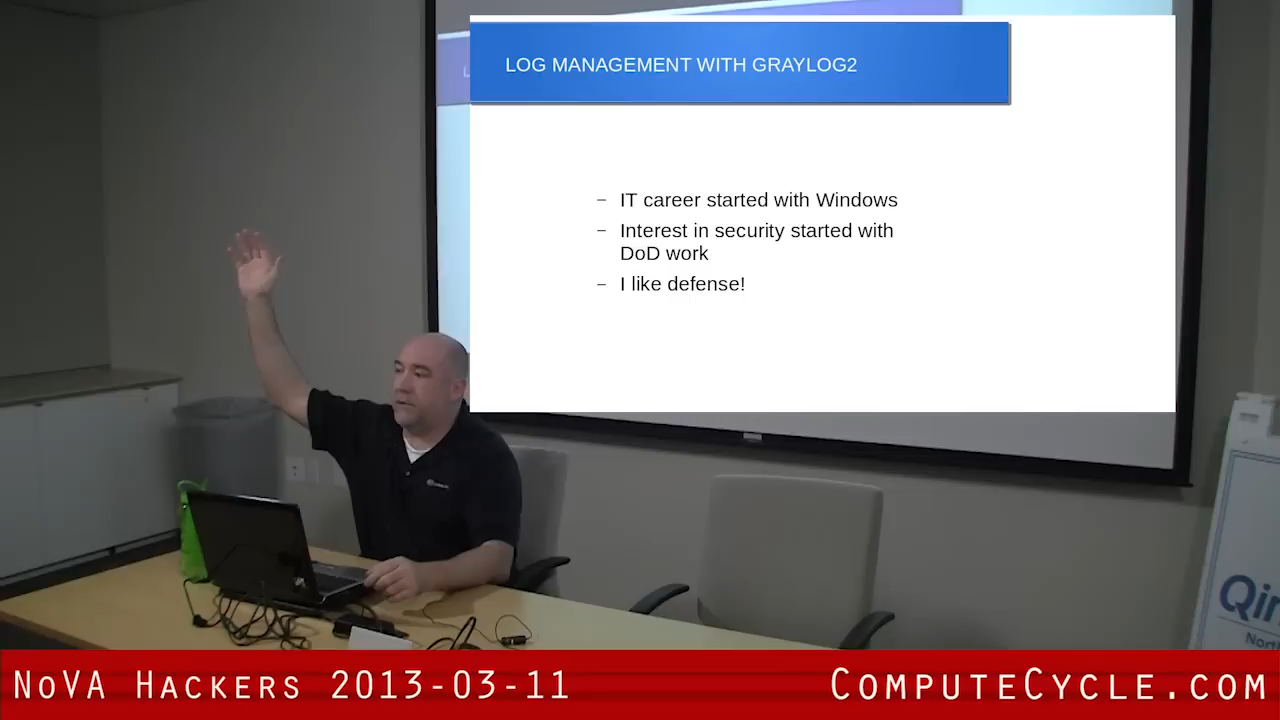 LOG MANAGEMENT WITH GRAYLOG2
– IT career started with Windows
– Interest in security started with
DoD work
– I like defense!
North
NoVA Hackers 2013-03-11
ComputeCycle.com